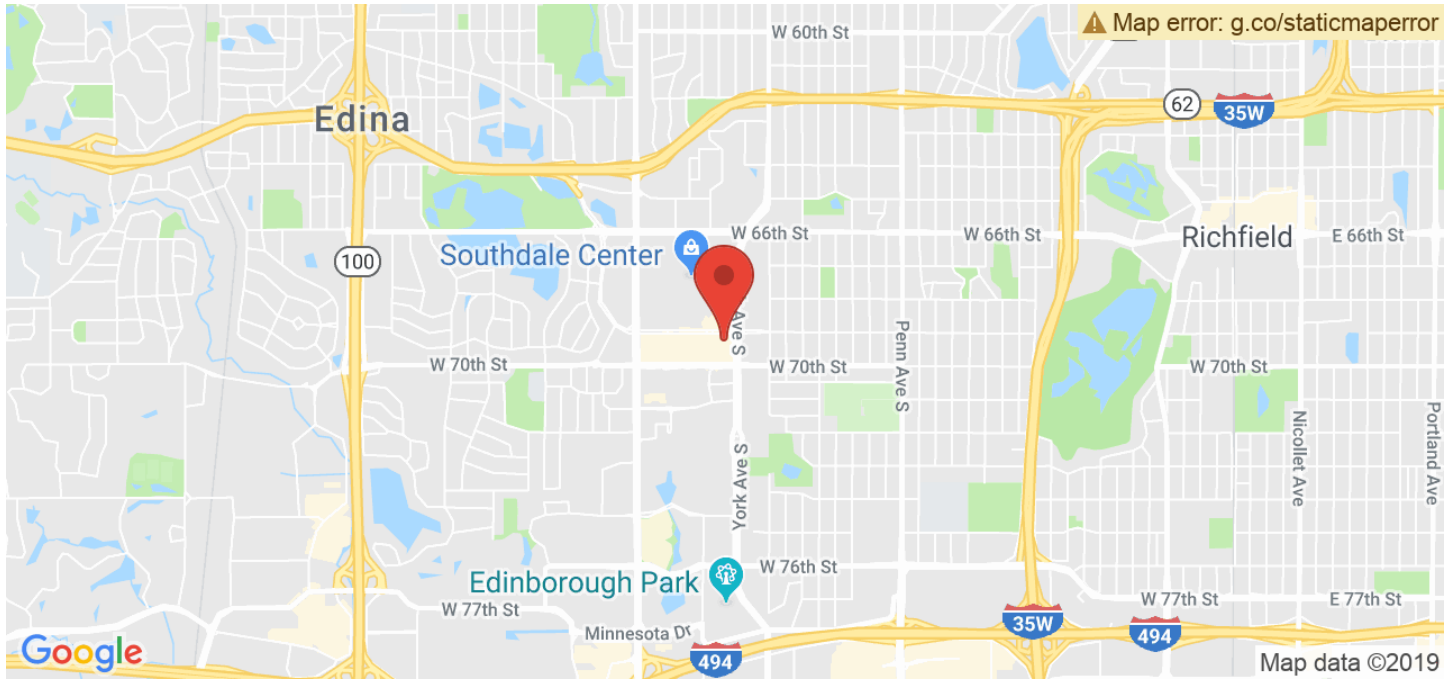 W 60th St
Map error: g.co/staticmaperror
62
35W
Edina
W 66th St
W 66th St
Richfield
E 66th St
Southdale Center
100
Ave S
W 70th St
W 70th St
Penn Ave S
W 70th St
York Ave S
Nicollet Ave
Portland Ave
Edinborough Park
W 76th St
W 77th St
W 77th St
E 77th St
Minnesota Dr
35W
494
494
Google
Map data ©2019